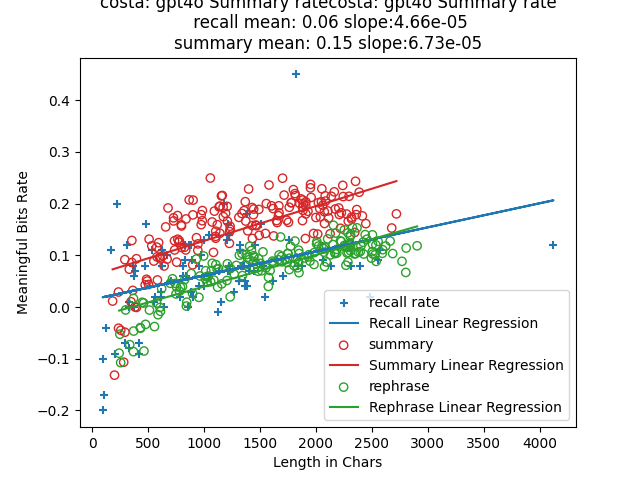 costa: gpt4o Summary ratecosta: gpt4o Summary rate
recall mean: 0.06 slope:4.66e-05
summary mean: 0.15 slope:6.73e-05
Meaningful Bits Rate
0.4
0.3
0.2
0.1
0.0
−0.1
−0.2
recall rate
Recall Linear Regression
summary
Summary Linear Regression
rephrase
Rephrase Linear Regression
0 500 1000 1500 2000 2500 3000 3500 4000
Length in Chars